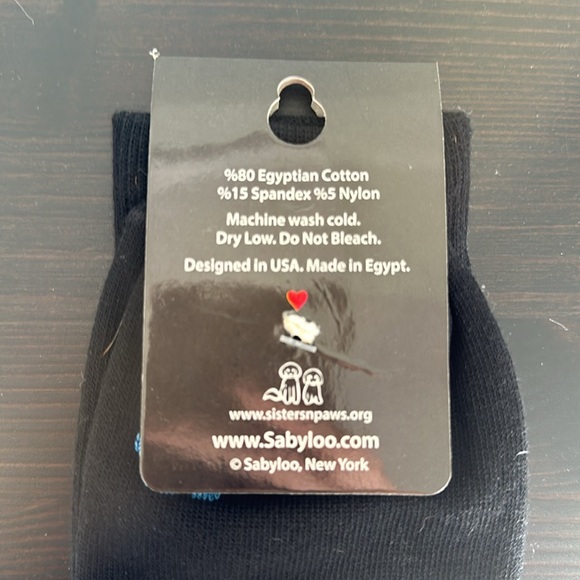 %80 Egyptian Cotton
%15 Spandex %5 Nylon
Machine wash cold.
Dry Low. Do Not Bleach.
Designed in USA. Made in Egypt.
www.sistersnpaws.org
www.Sabyloo.com
© Sabyloo, New York